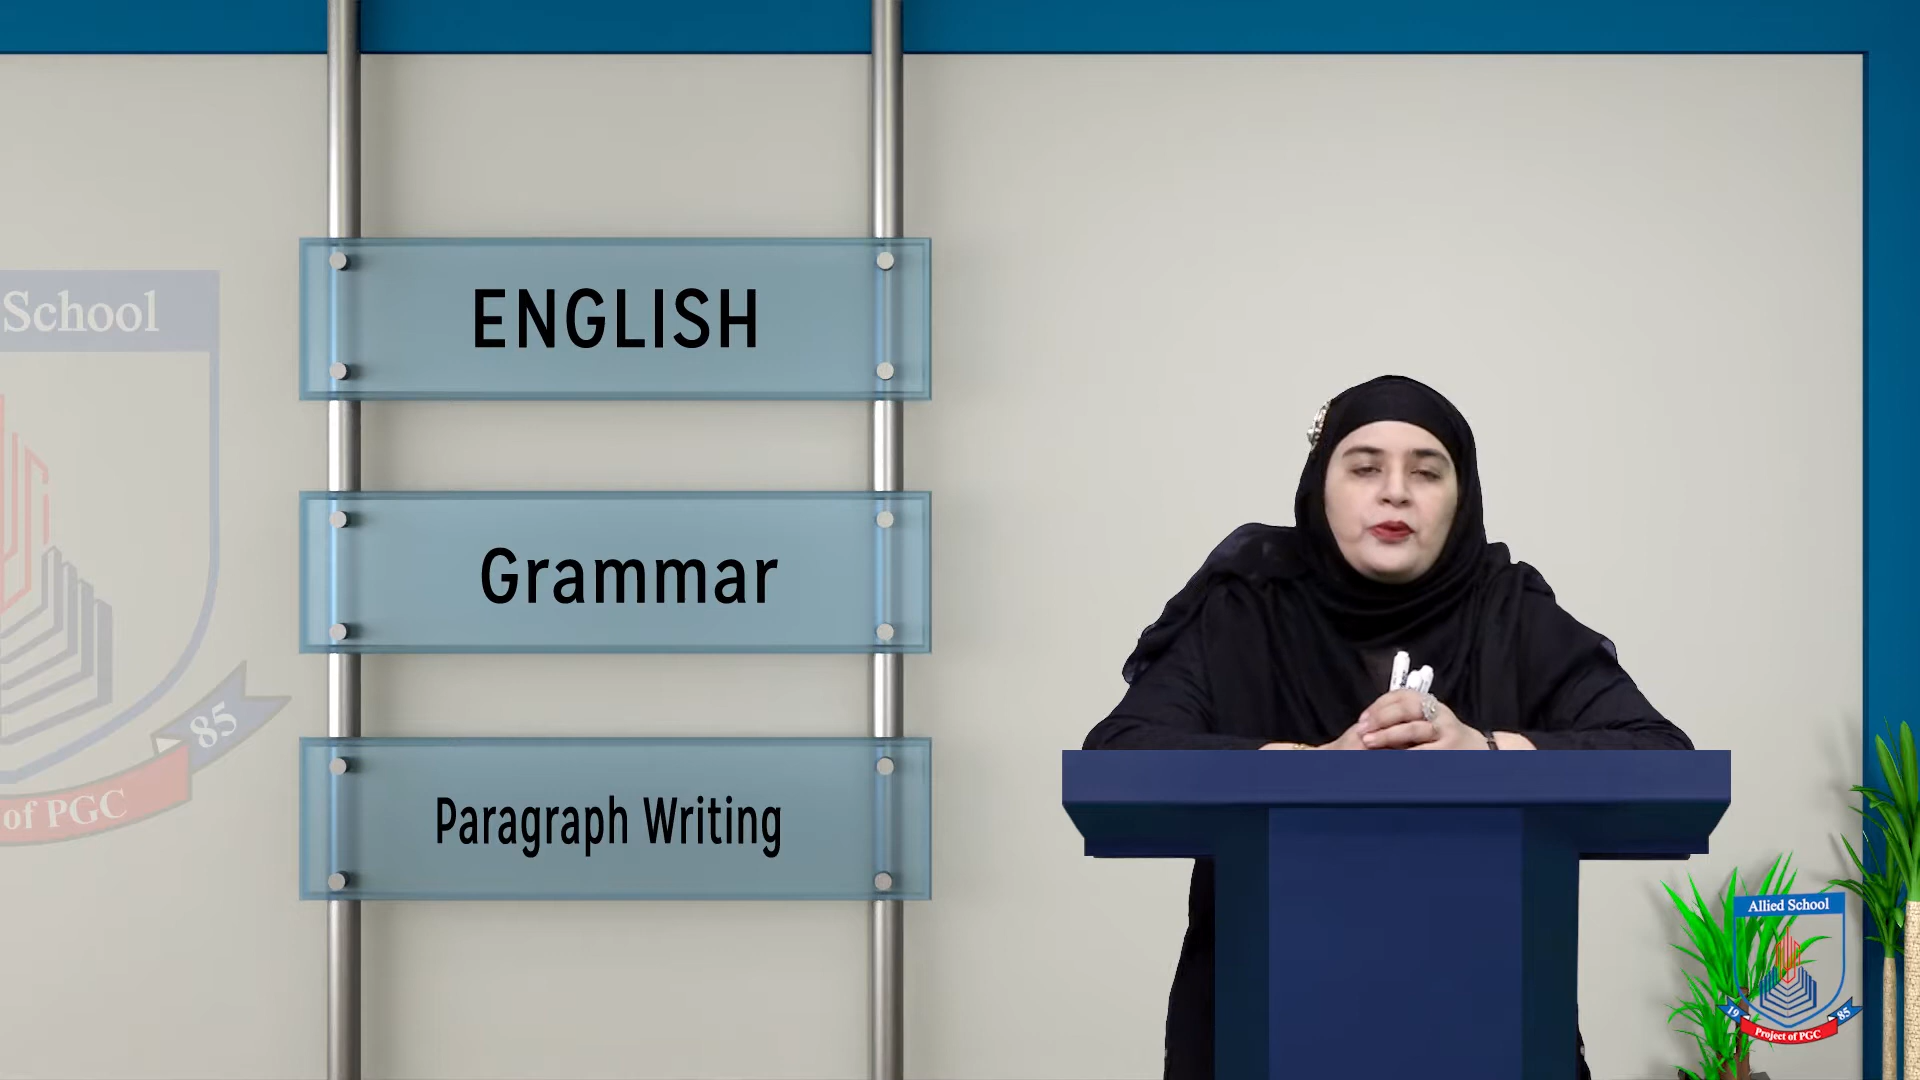 School
85
of PGC
ENGLISH
Grammar
Paragraph Writing
Allied School
19
85
Project of PGC